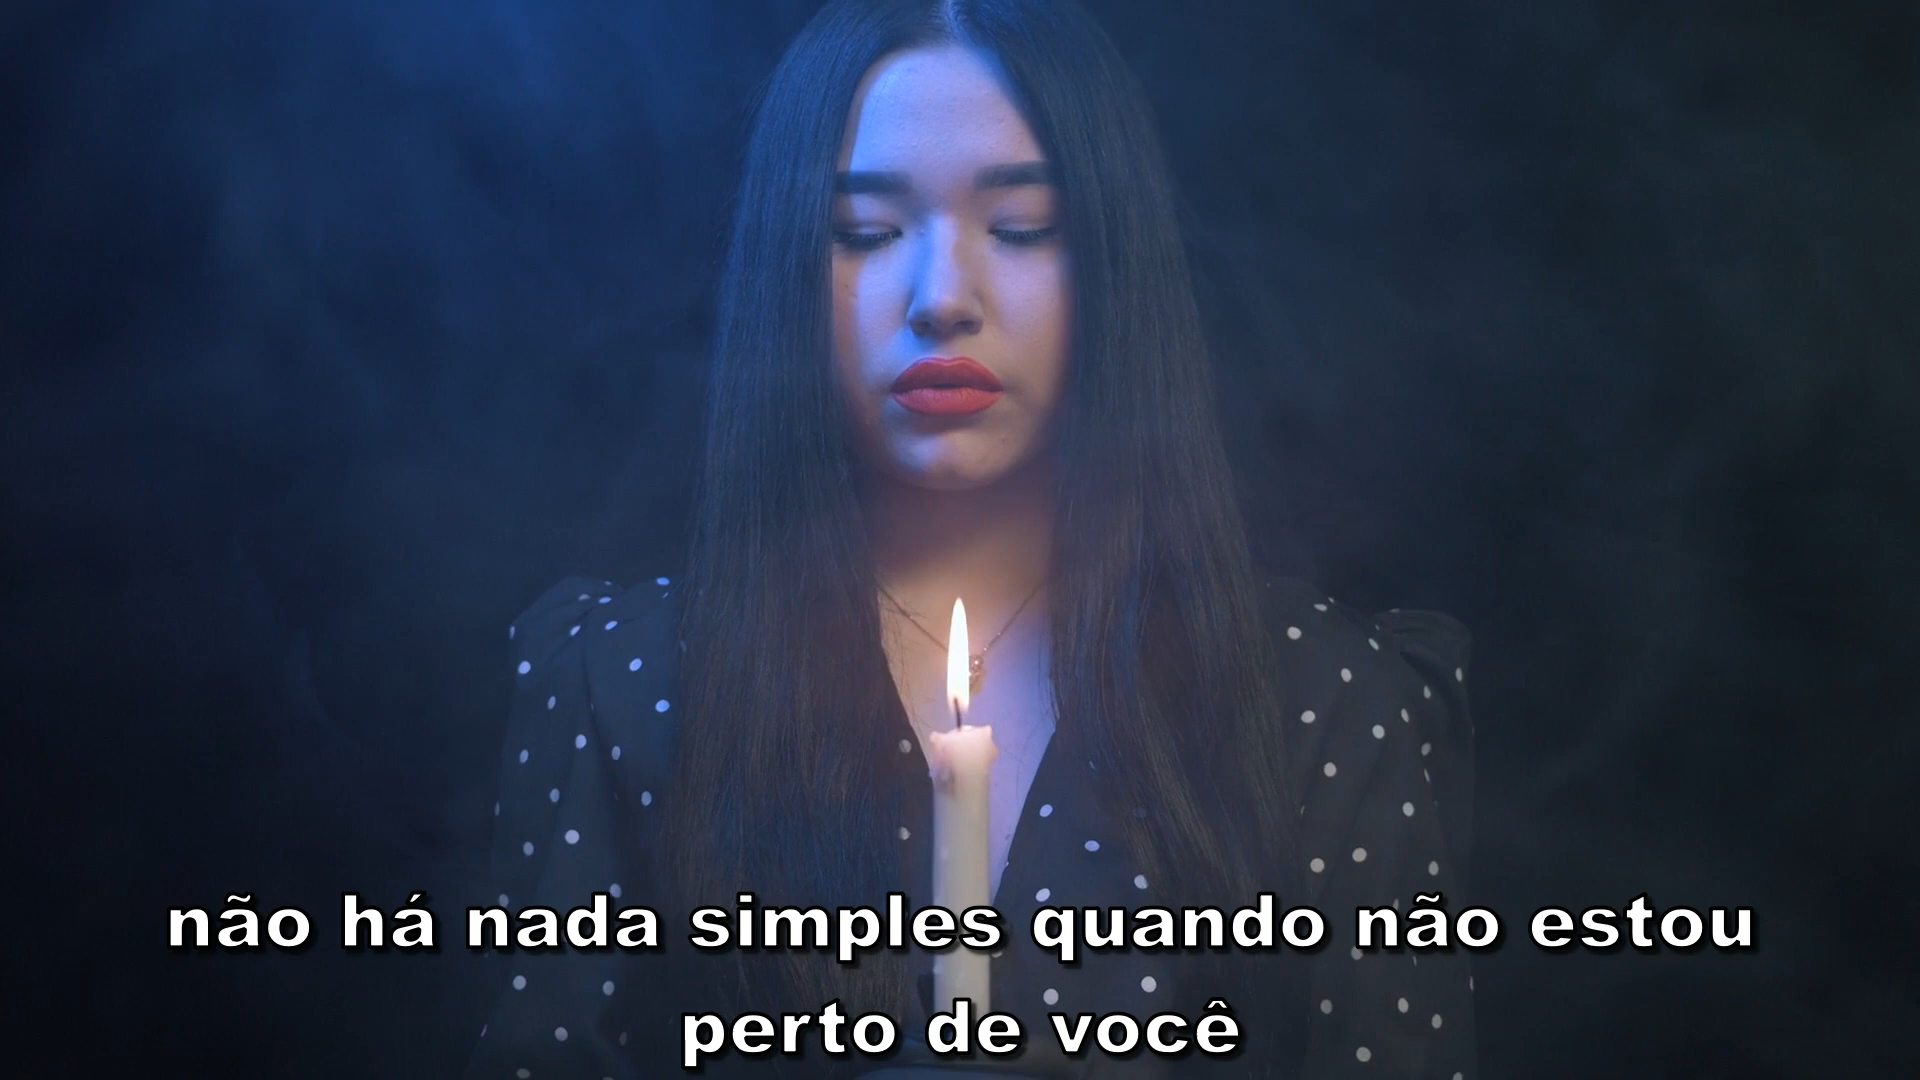 não há nada simples quando não estou
perto de você